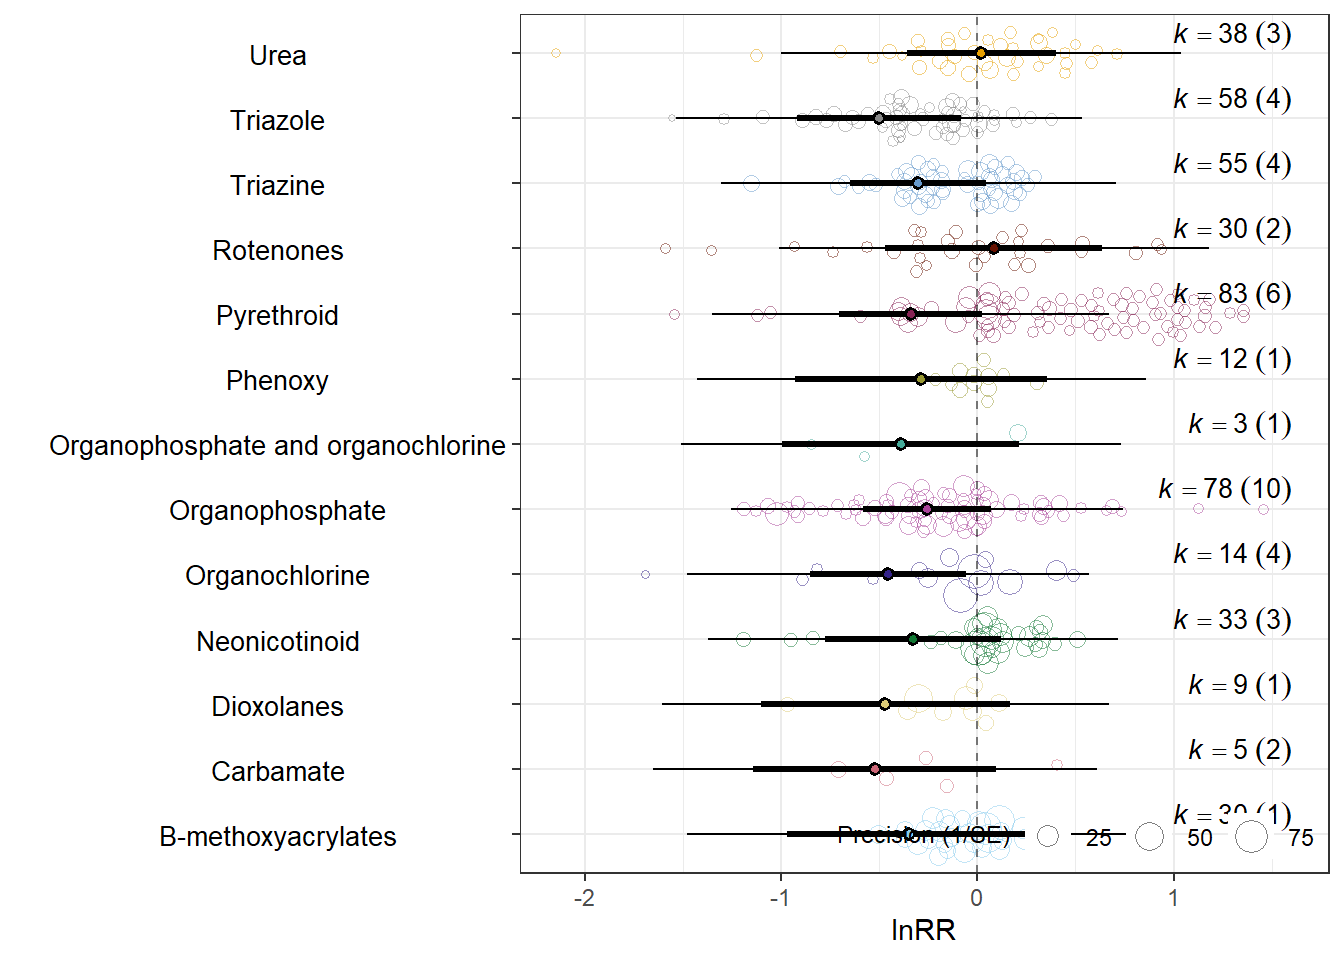 Urea k = 38 (3)
Triazole k = 58 (4)
Triazine k = 55 (4)
Rotenones k = 30 (2)
Pyrethroid k = 83 (6)
Phenoxy k = 12 (1)
Organophosphate and organochlorine k = 3 (1)
Organophosphate k = 78 (10)
Organochlorine k = 14 (4)
Neonicotinoid k = 33 (3)
Dioxolanes k = 9 (1)
Carbamate k = 5 (2)
B-methoxyacrylates k = 30 (1)
Precision (1/SE) 25 50 75
-2 -1 0 1
lnRR